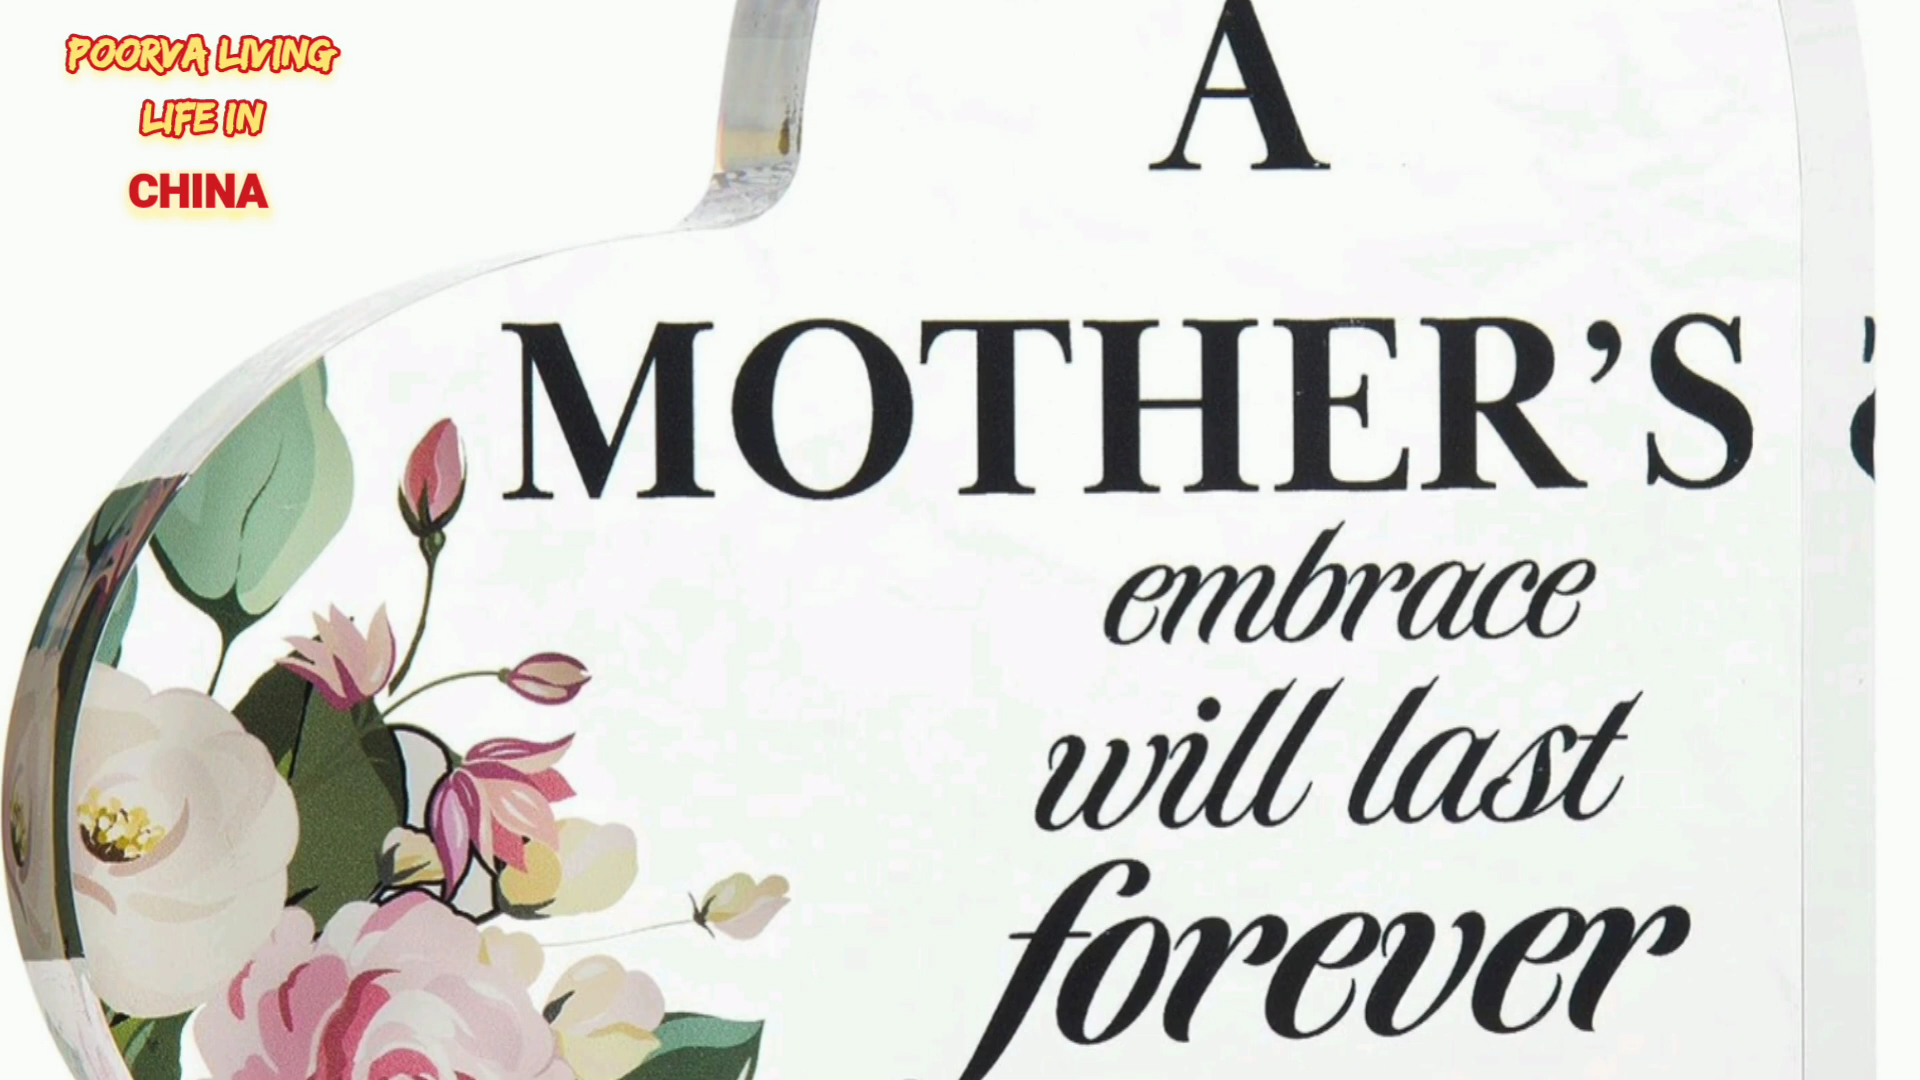 POORVA LIVING
LIFE IN
CHINA
A
MOTHER’S
embrace
will last
forever